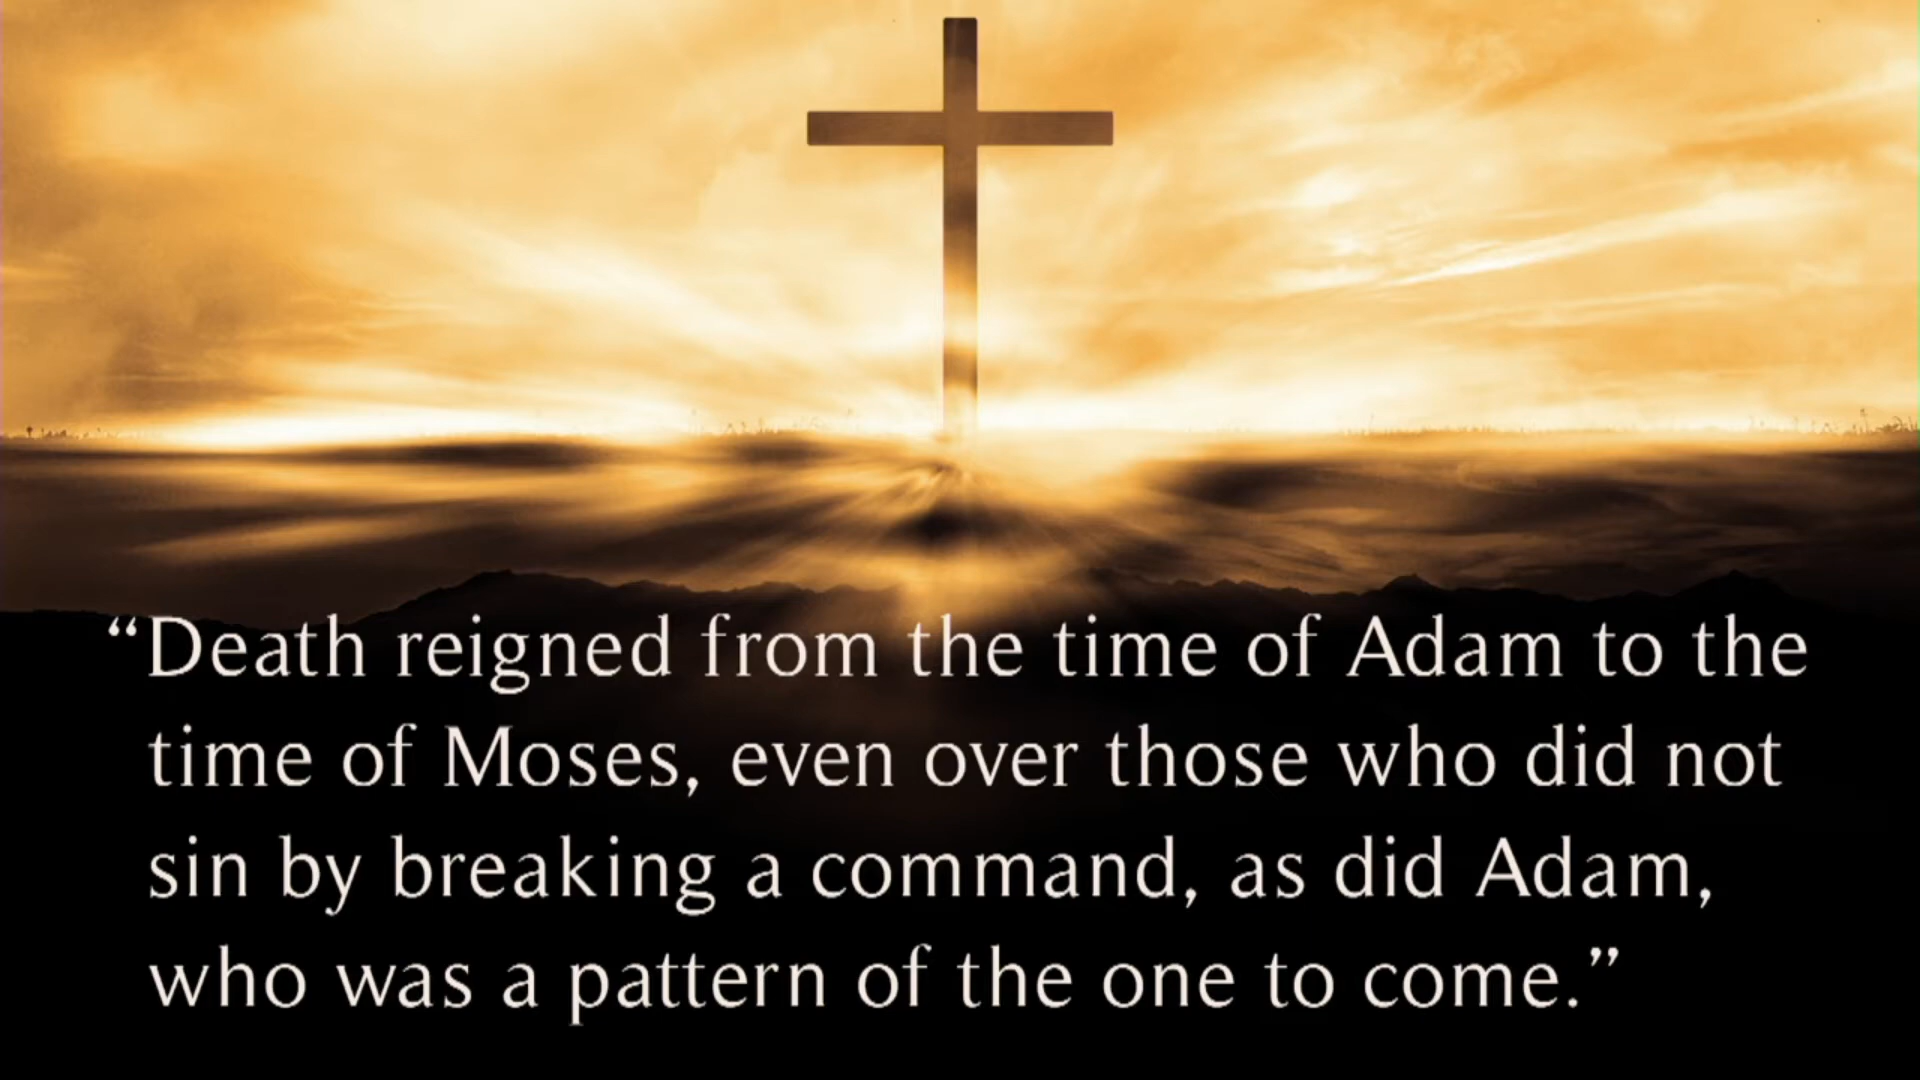 “Death reigned from the time of Adam to the
time of Moses, even over those who did not
sin by breaking a command, as did Adam,
who was a pattern of the one to come.”